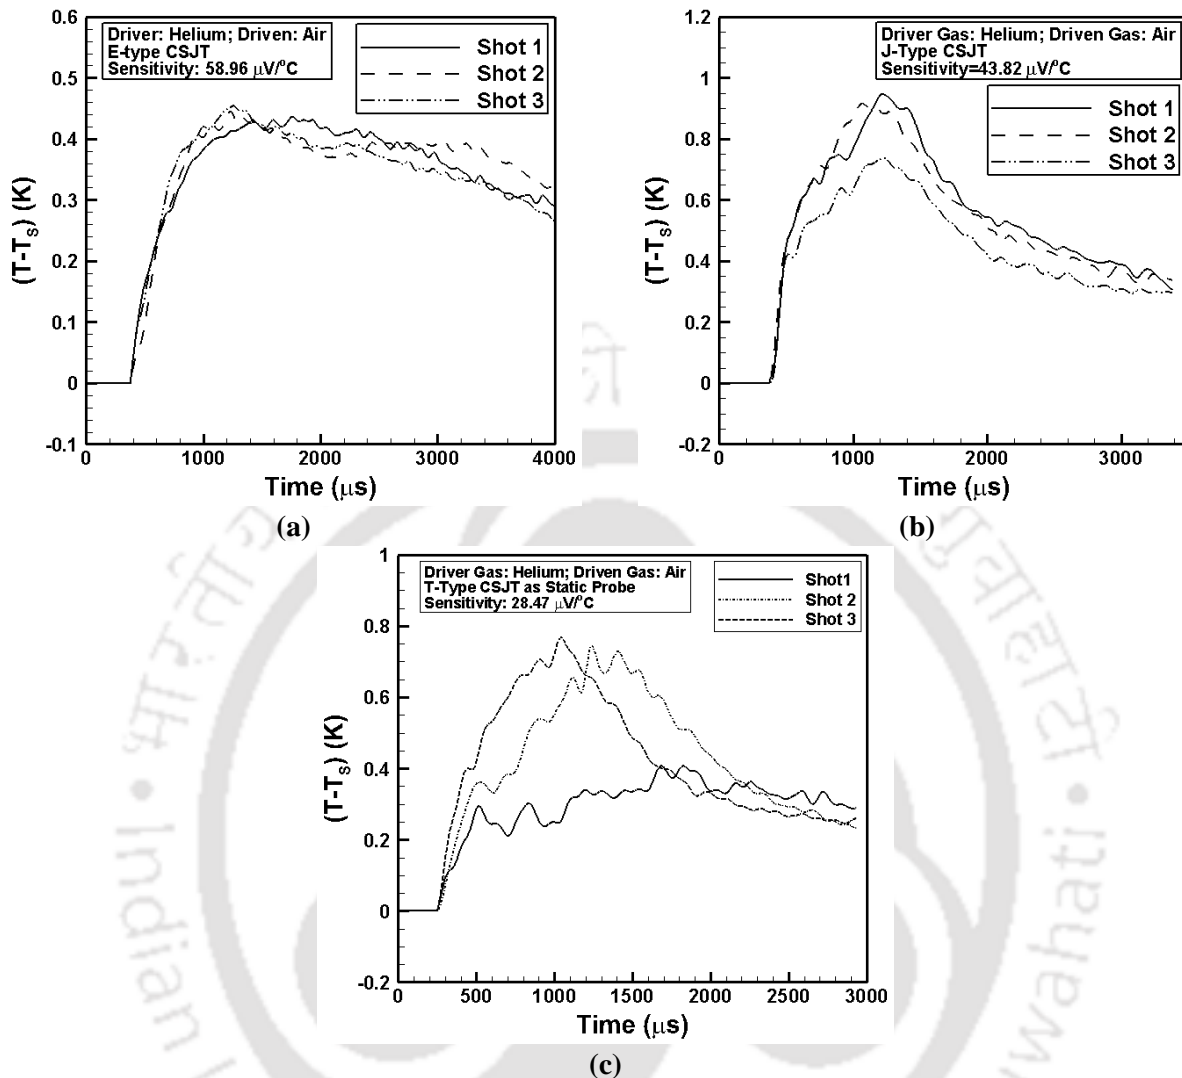 0.6
0.5
0.4
0.3
0.2
0.1
0
-0.1
(T-Ts) (K)
Driver: Helium; Driven: Air
E-type CSJT
Sensitivity: 58.96 μV/°C
Shot 1
Shot 2
Shot 3
0 1000 2000 3000 4000
Time (μs)
(a)
1.2
1
0.8
0.6
0.4
0.2
0
-0.2
(T-Ts) (K)
Driver Gas: Helium; Driven Gas: Air
J-Type CSJT
Sensitivity=43.82 μV/°C
Shot 1
Shot 2
Shot 3
0 1000 2000 3000
Time (μs)
(b)
1
0.8
0.6
0.4
0.2
0
-0.2
(T-Ts) (K)
Driver Gas: Helium; Driven Gas: Air
T-Type CSJT as Static Probe
Sensitivity: 28.47 μV/°C
Shot1
Shot 2
Shot 3
0 500 1000 1500 2000 2500 3000
Time (μs)
(c)
Indian
wahati